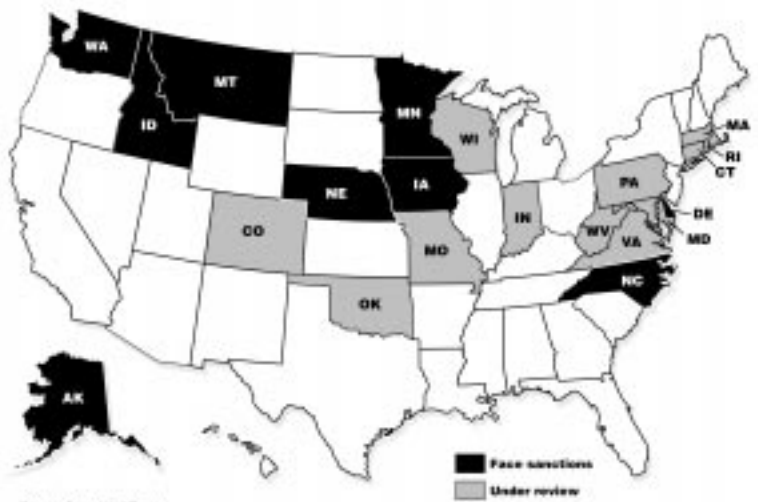 WA
MT
ID
MN
WI
NE
IA
CO
MO
OK
IN
PA
WV
VA
NC
MA
RI
CT
DE
MD
AK
Face sanctions
Under review